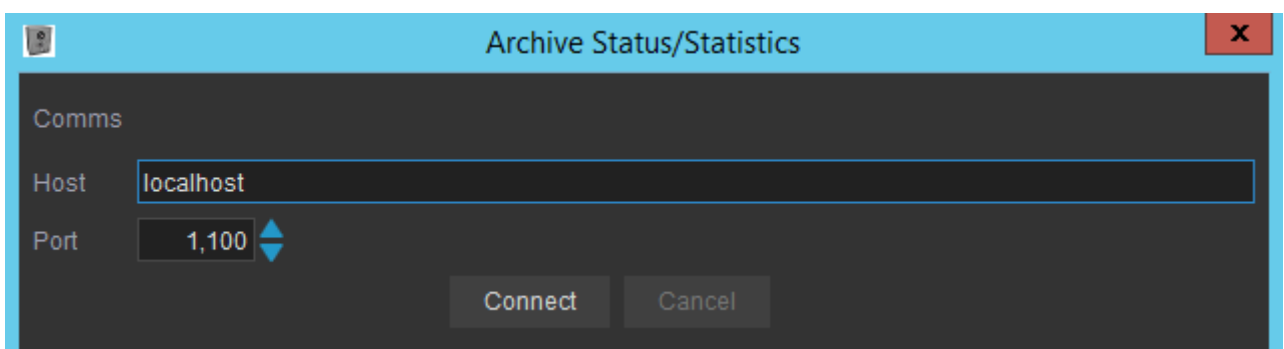 Archive Status/Statistics
x
Comms
Host localhost
Port 1,100
Connect Cancel